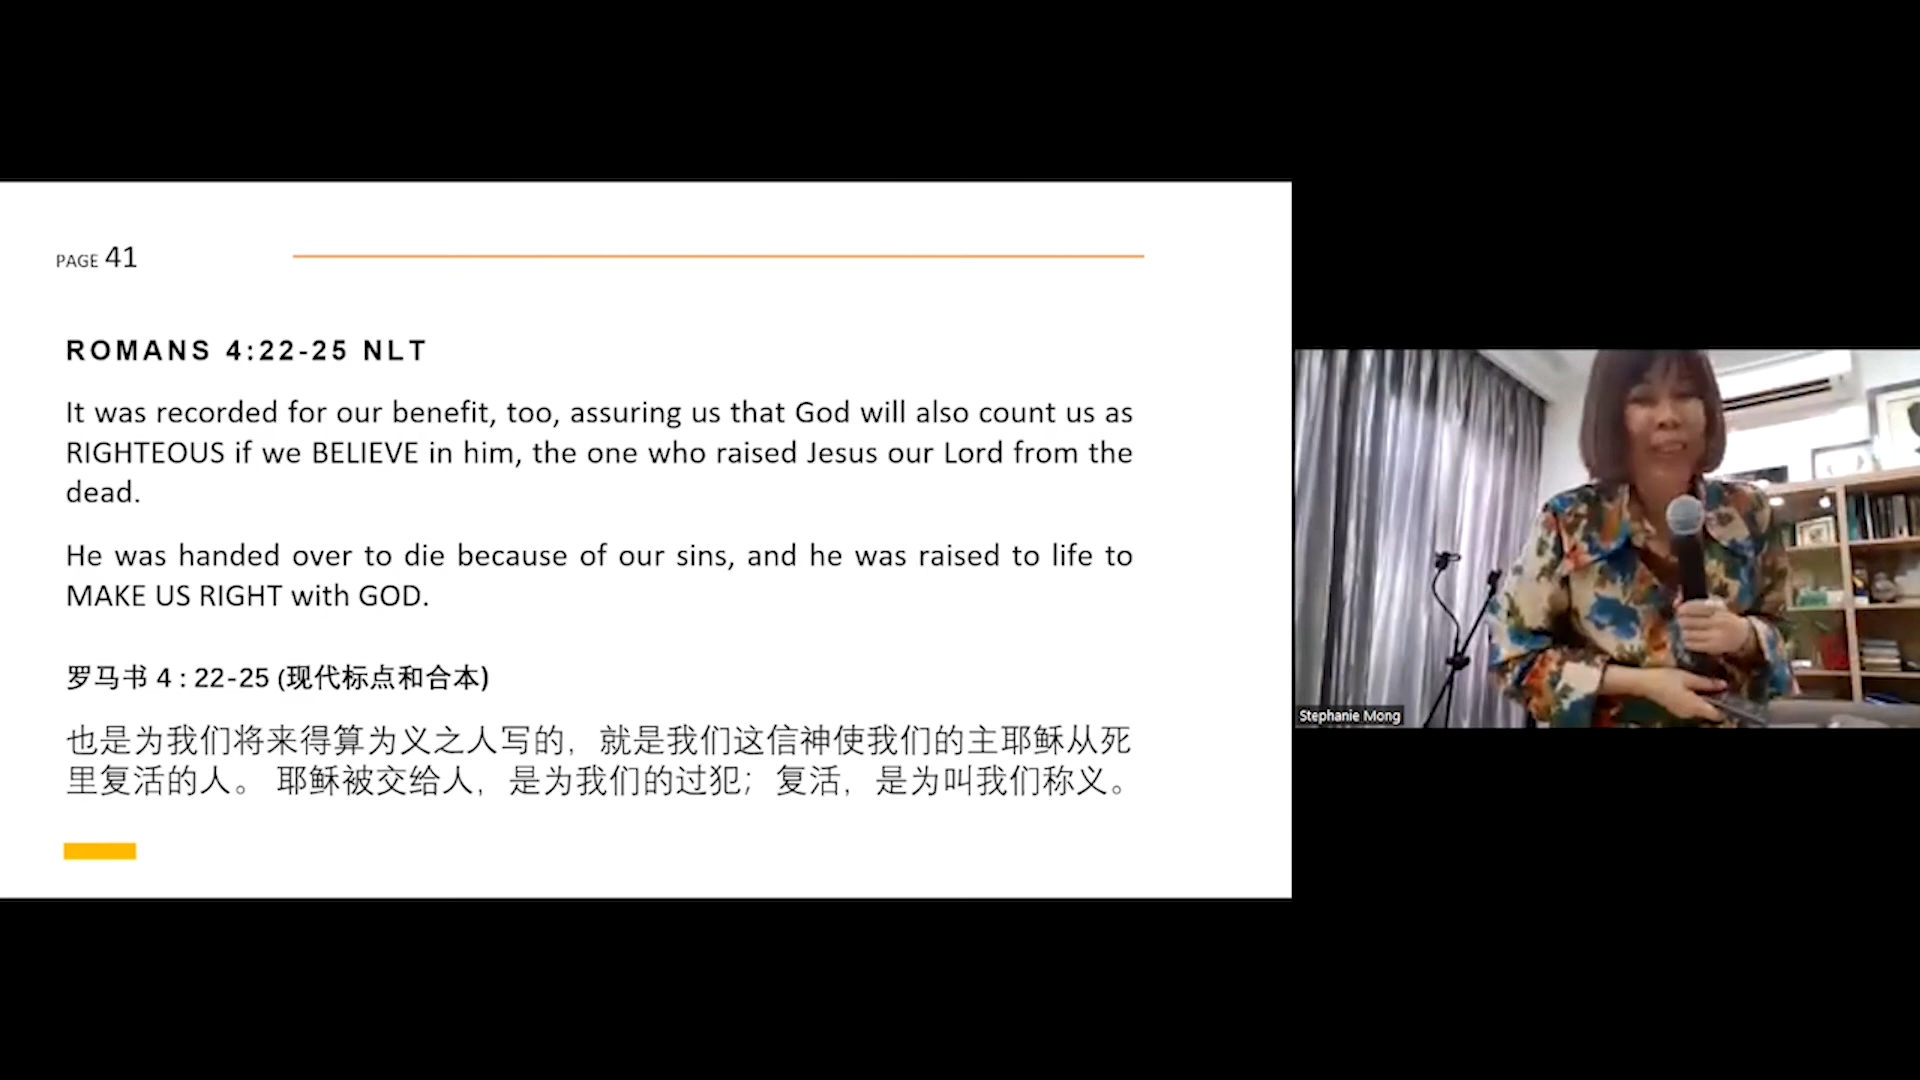 PAGE 41
ROMANS 4:22-25 NLT
It was recorded for our benefit, too, assuring us that God will also count us as
RIGHTEOUS if we BELIEVE in him, the one who raised Jesus our Lord from the
dead.
He was handed over to die because of our sins, and he was raised to life to
MAKE US RIGHT with GOD.
罗马书 4 : 22-25 (现代标点和合本)
也是为我们将来得算为义之人写的，就是我们这信神使我们的主耶稣从死
里复活的人。 耶稣被交给人，是为我们的过犯；复活，是为叫我们称义。
Stephanie Mong